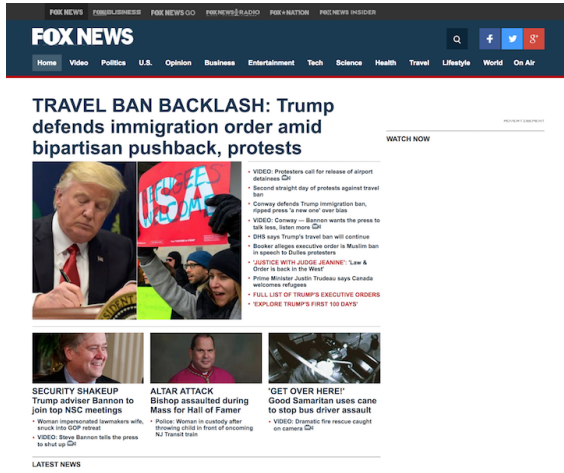 FOX NEWS
FOX BUSINESS
FOX NEWS GO
FOX NEWS RADIO
FOX NATION
FOX NEWS INSIDER
FOX NEWS
f
g+
Home Video Politics U.S. Opinion Business Entertainment Tech Science Health Travel Lifestyle World On Air
TRAVEL BAN BACKLASH: Trump
defends immigration order amid
bipartisan pushback, protests
ADVERTISEMENT
WATCH NOW
REFUGEES
WELCOME
USA
• VIDEO: Protesters call for release of airport
detainees
• Second straight day of protests against travel
ban
• Conway defends Trump immigration ban,
ripped press 'a new one' over bias
• VIDEO: Conway — Bannon wants the press to
talk less, listen more
• DHS says Trump's travel ban will continue
• Booker alleges executive order is Muslim ban
in speech to Dulles protesters
• 'JUSTICE WITH JUDGE JEANINE': 'Law &
Order is back in the West'
• Prime Minister Justin Trudeau says Canada
welcomes refugees
• FULL LIST OF TRUMP'S EXECUTIVE ORDERS
• 'EXPLORE TRUMP'S FIRST 100 DAYS'
SECURITY SHAKEUP
Trump adviser Bannon to
join top NSC meetings
• Woman impersonated lawmakers wife,
snuck into GOP retreat
• VIDEO: Steve Bannon tells the press
to shut up
ALTAR ATTACK
Bishop assaulted during
Mass for Hall of Famer
• Police: Woman in custody after
throwing child in front of oncoming
NJ Transit train
'GET OVER HERE!'
Good Samaritan uses cane
to stop bus driver assault
• VIDEO: Dramatic fire rescue caught
on camera
LATEST NEWS